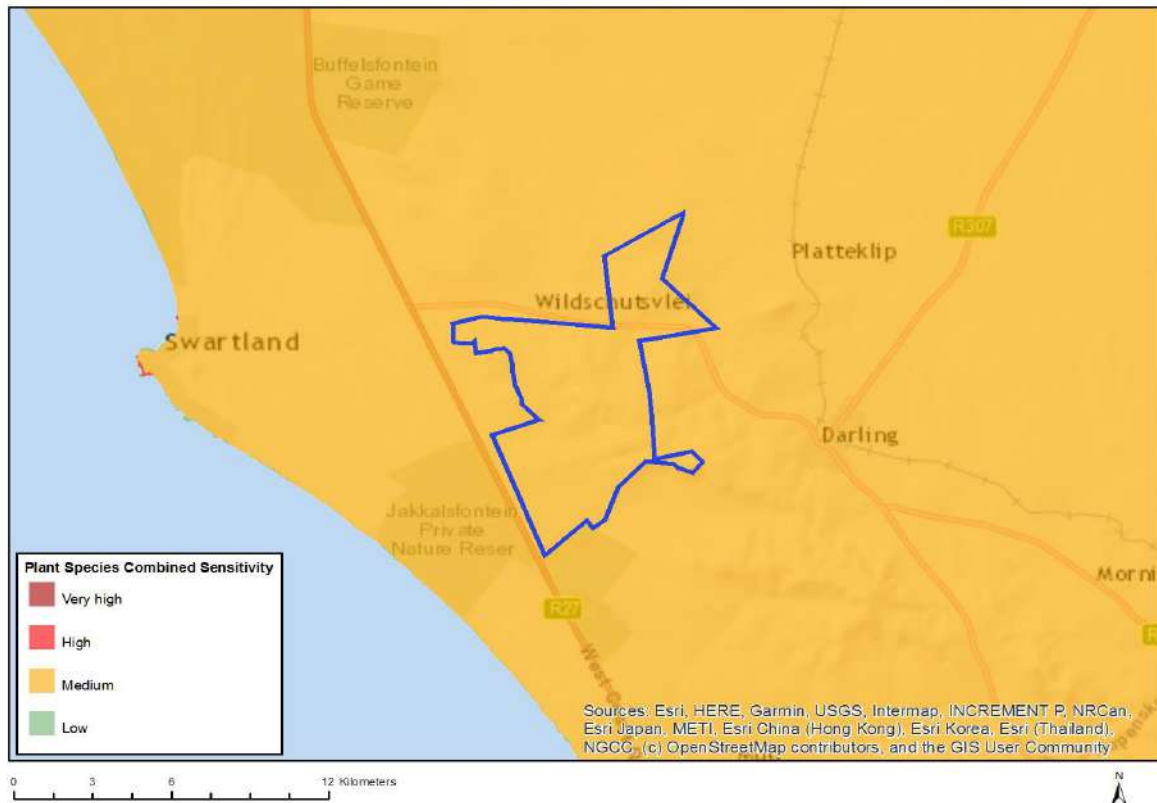 Buffelsfontein
Game
Reserve
R307
Platteklip
Wildschutsvlei
Swartland
Darling
Jakkalsfontein
Private
Nature Reser
Morni
R27
R
Plant Species Combined Sensitivity
Very high
High
Medium
Low
Sources: Esri, HERE, Garmin, USGS, Intermap, INCREMENT P, NRCan,
Esri Japan, METI, Esri China (Hong Kong), Esri Korea, Esri (Thailand),
NGCC, (c) OpenStreetMap contributors, and the GIS User Community
0 3 6 12 Kilometers
N